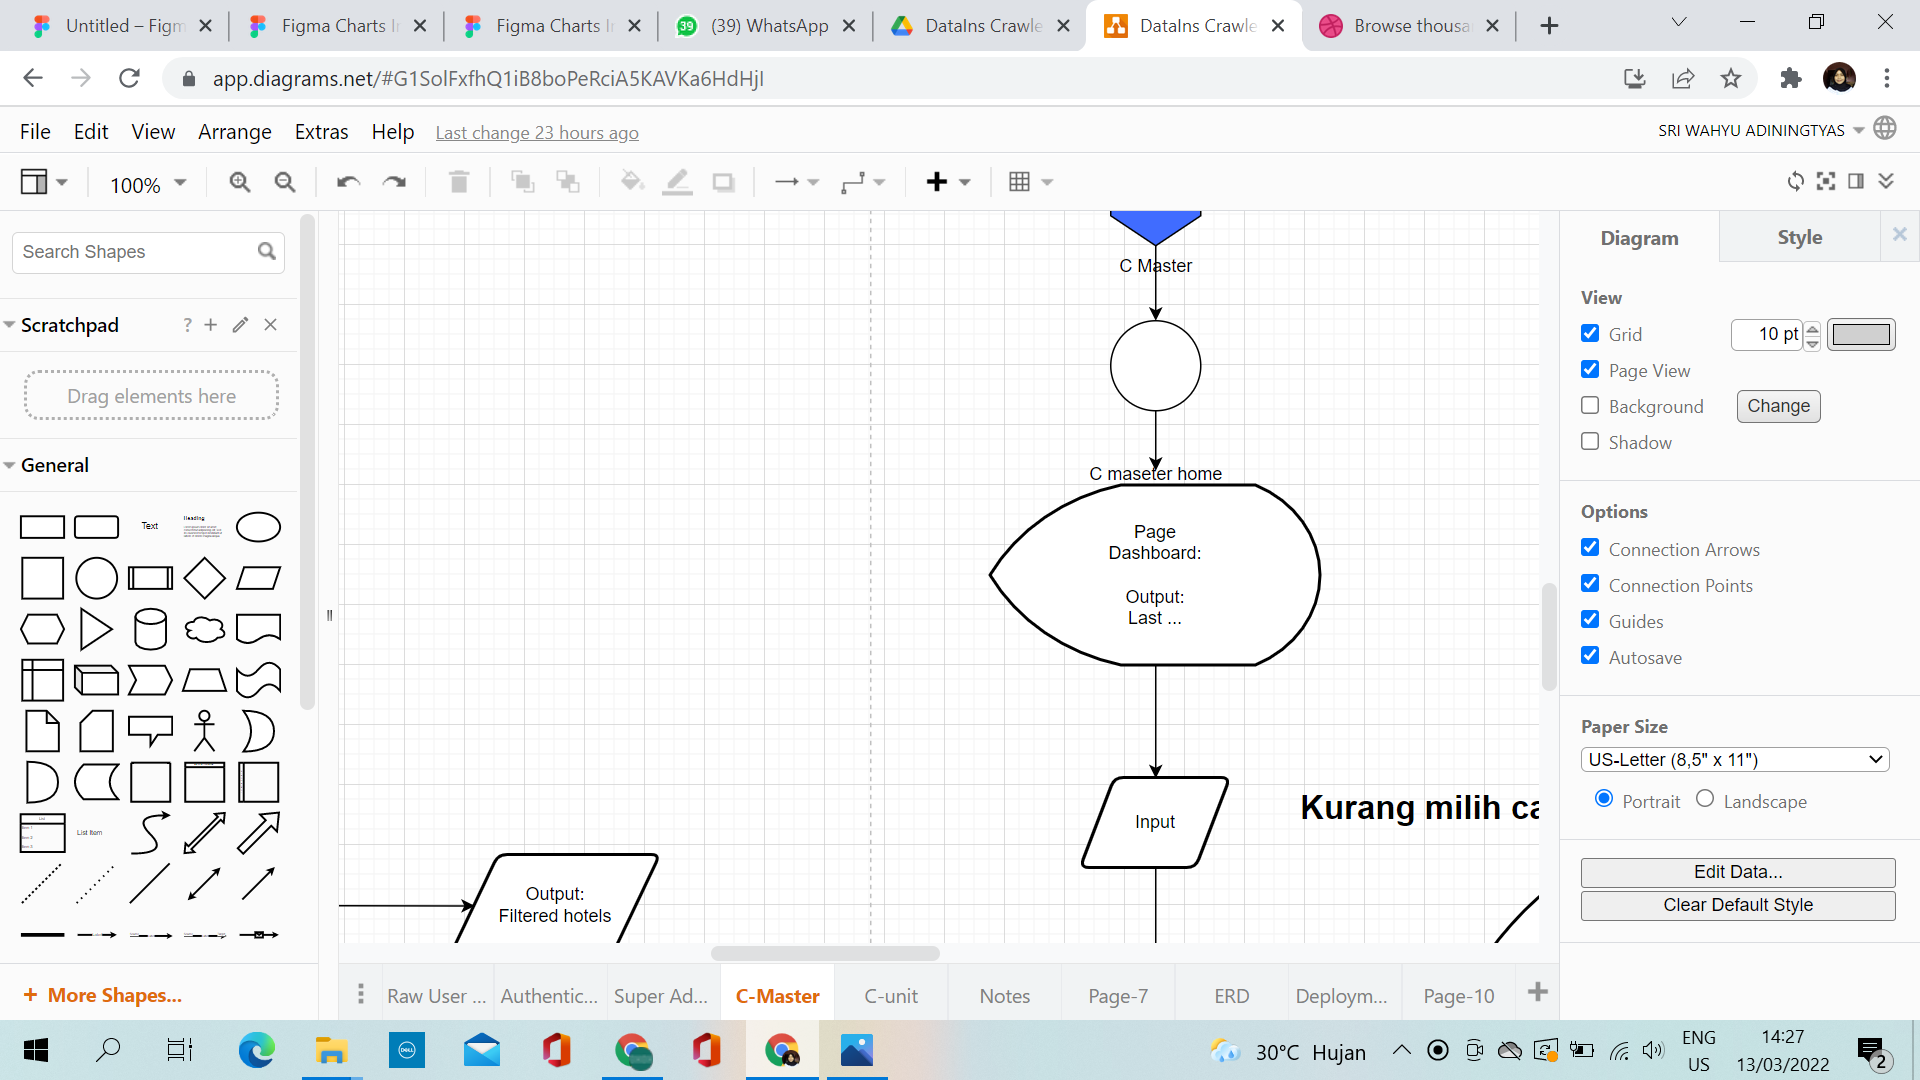 Untitled – Figm
Figma Charts I
Figma Charts I
(39) WhatsApp
DataIns Crawle
DataIns Crawle
Browse thousa
app.diagrams.net/#G1SolFxfhQ1iB8boPeRciA5KAVKa6HdHjI
File Edit View Arrange Extras Help Last change 23 hours ago
SRI WAHYU ADININGTYAS
100%
Search Shapes
Scratchpad
?
Drag elements here
General
Text
Heading
List
List Item
+ More Shapes...
C Master
C maseter home
Page
Dashboard:
Output:
Last ...
Input
Kurang milih ca
Output:
Filtered hotels
Diagram
Style
View
Grid
10 pt
Page View
Background
Change
Shadow
Options
Connection Arrows
Connection Points
Guides
Autosave
Paper Size
US-Letter (8,5" x 11")
Portrait
Landscape
Edit Data...
Clear Default Style
Raw User ...
Authentic...
Super Ad...
C-Master
C-unit
Notes
Page-7
ERD
Deploym...
Page-10
30°C Hujan
ENG
US
14:27
13/03/2022
2